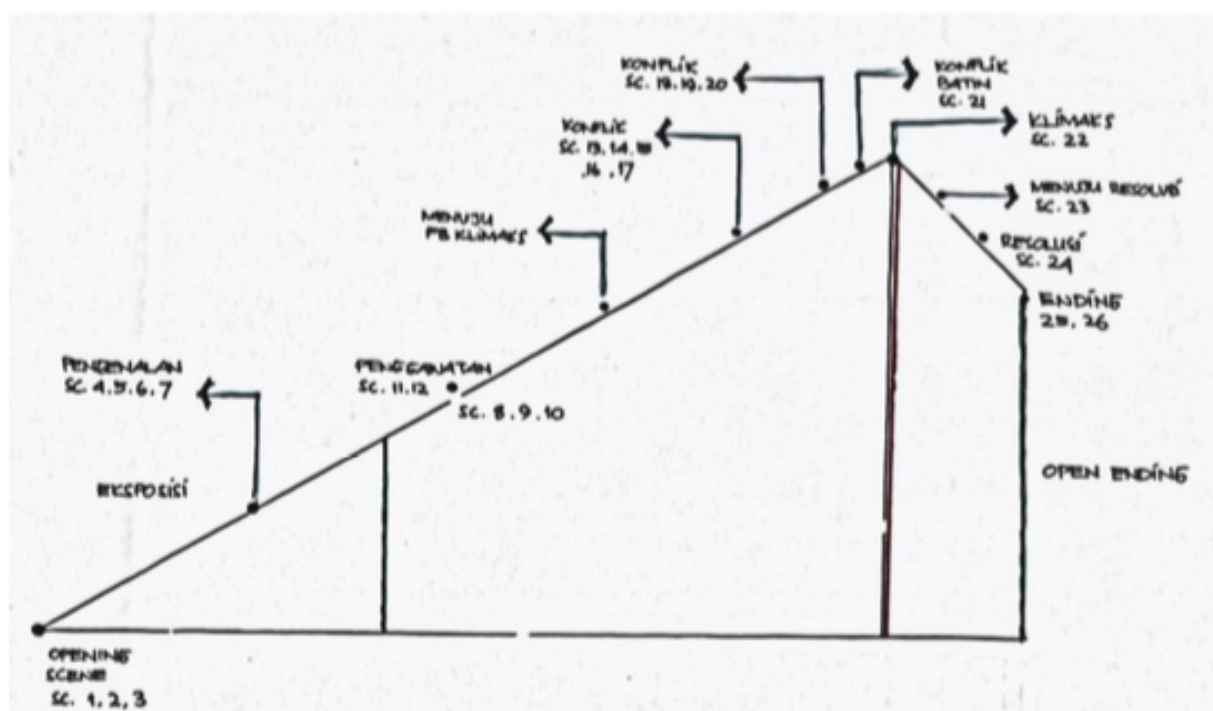 KONFLIK
SC. 18.19.20
KONFLIK
BATIN
SC. 21
KLIMAKS
SC. 22
KONFLIK
SC. 13.14.15
.16.17
MENUJU RESOLUSI
SC. 23
MENUJU
KLIMAKS
RESOLUSI
SC. 24
ENDING
25, 26
PENGENALAN
SC. 4.5.6.7
SC. 11.12
SC. 8.9.10
EKSPOSISI
OPEN ENDING
OPENING
SCENE
SC. 1, 2, 3